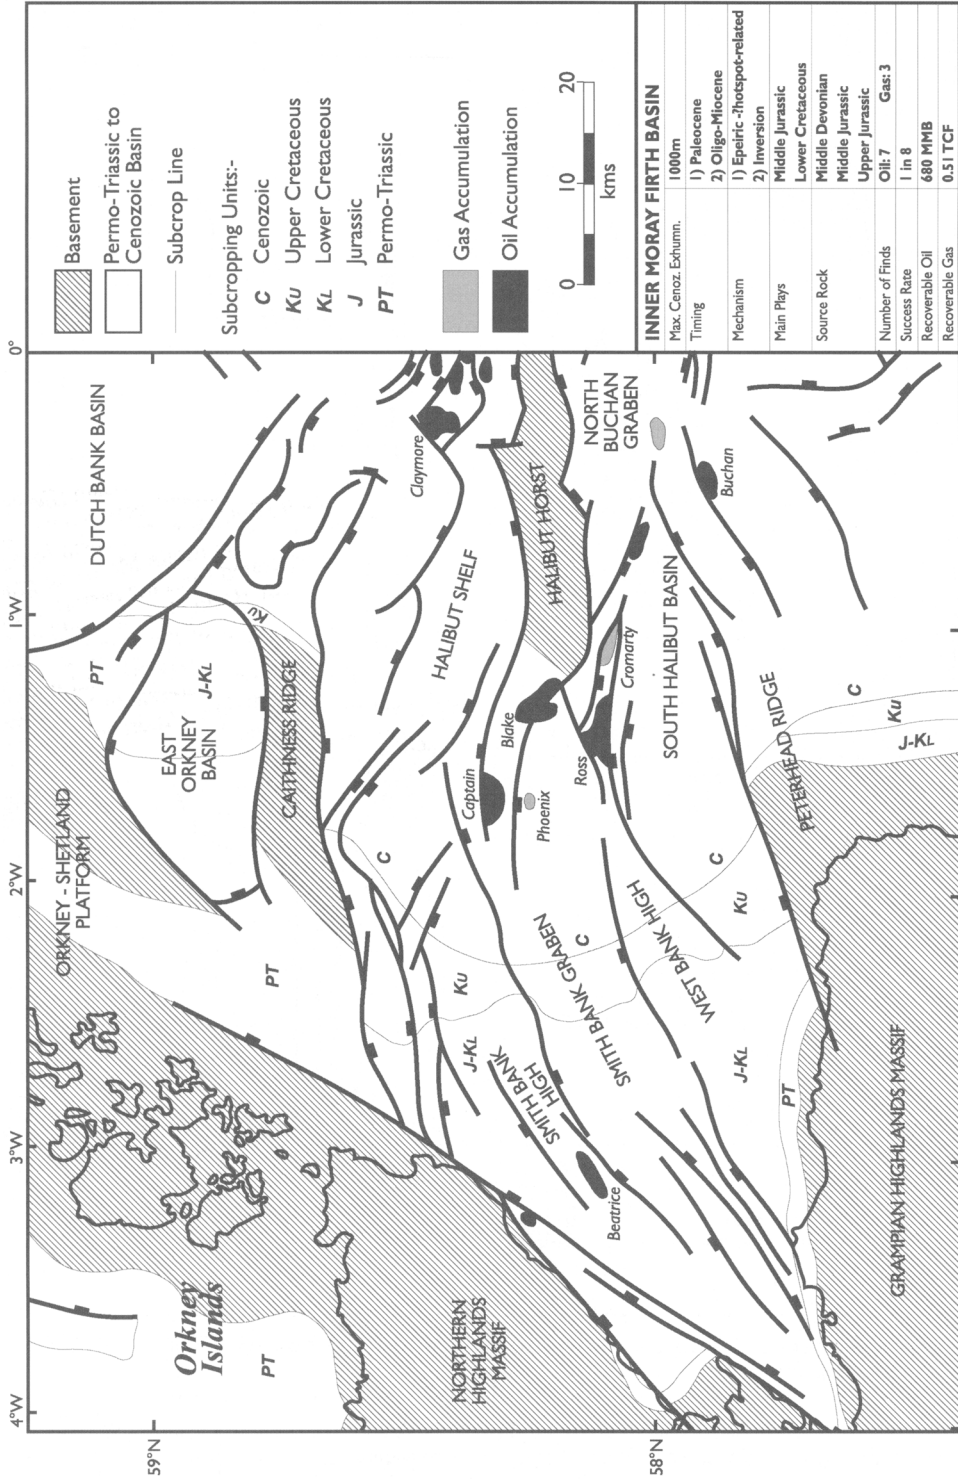 4°W
3°W
2°W
1°W
0°
59°N
58°N
Orkney
Islands
PT
NORTHERN
HIGHLANDS
MASSIF
ORKNEY - SHETLAND
PLATFORM
PT
PT
EAST
ORKNEY
BASIN
J-KL
Ku
CAITHNESS RIDGE
DUTCH BANK BASIN
C
Ku
J-KL
HALIBUT SHELF
Claymore
SMITH BANK
HIGH
Beatrice
SMITH BANK GRABEN
C
Captain
Phoenix
Blake
Ross
Cromarty
HALIBUT HORST
NORTH
BUCHAN
GRABEN
Buchan
WEST BANK HIGH
SOUTH HALIBUT BASIN
J-KL
Ku
C
PT
PETERHEAD RIDGE
C
Ku
J-KL
GRAMPIAN HIGHLANDS MASSIF
Basement
Permo-Triassic to
Cenozoic Basin
Subcrop Line
Subcropping Units:-
C Cenozoic
Ku Upper Cretaceous
KL Lower Cretaceous
J Jurassic
PT Permo-Triassic
Gas Accumulation
Oil Accumulation
0 10 20
kms
INNER MORAY FIRTH BASIN
Max. Cenoz. Exhumn. 1000m
Timing 1) Paleocene
2) Oligo-Miocene
Mechanism 1) Epeiric -?hotspot-related
2) Inversion
Main Plays Middle Jurassic
Lower Cretaceous
Source Rock Middle Devonian
Middle Jurassic
Upper Jurassic
Number of Finds Oil: 7 Gas: 3
Success Rate 1 in 8
Recoverable Oil 680 MMB
Recoverable Gas 0.51 TCF